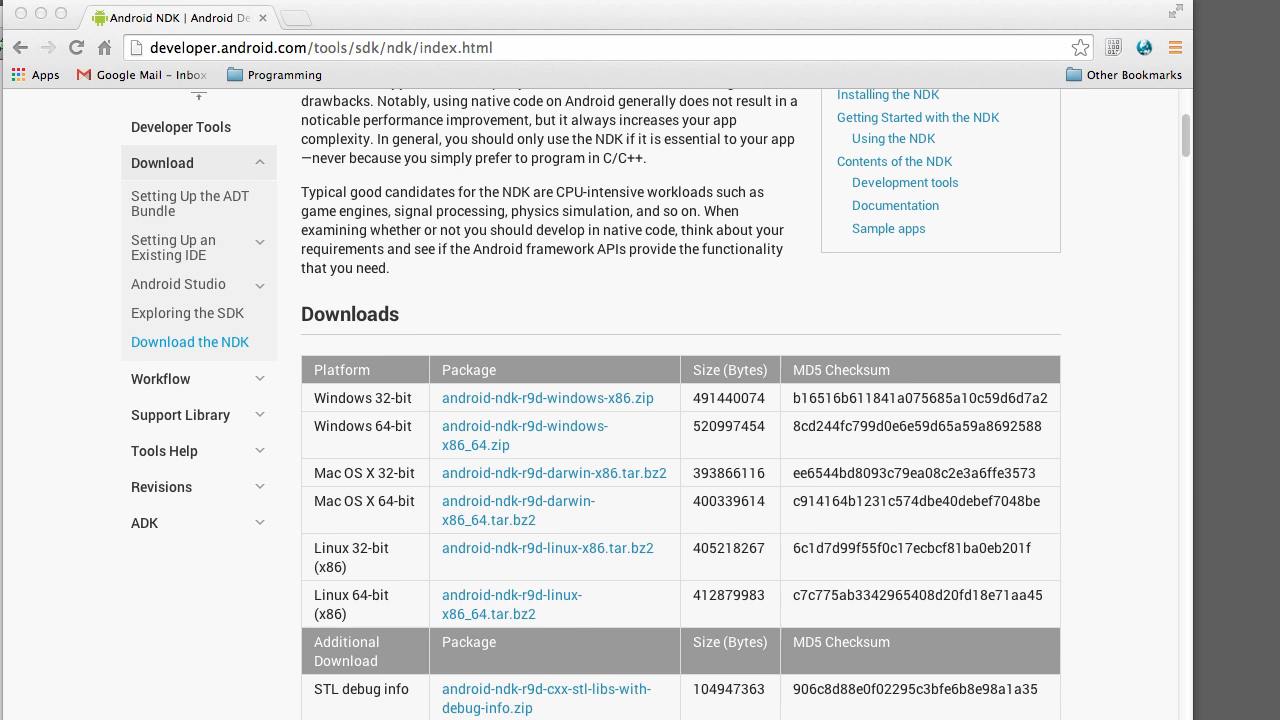 Android NDK | Android De
developer.android.com/tools/sdk/ndk/index.html
Apps
Google Mail – Inbox
Programming
Other Bookmarks
Developer Tools
Download
Setting Up the ADT
Bundle
Setting Up an
Existing IDE
Android Studio
Exploring the SDK
Download the NDK
Workflow
Support Library
Tools Help
Revisions
ADK
drawbacks. Notably, using native code on Android generally does not result in a
noticable performance improvement, but it always increases your app
complexity. In general, you should only use the NDK if it is essential to your app
—never because you simply prefer to program in C/C++.
Typical good candidates for the NDK are CPU-intensive workloads such as
game engines, signal processing, physics simulation, and so on. When
examining whether or not you should develop in native code, think about your
requirements and see if the Android framework APIs provide the functionality
that you need.
Installing the NDK
Getting Started with the NDK
Using the NDK
Contents of the NDK
Development tools
Documentation
Sample apps
Downloads
Platform Package Size (Bytes) MD5 Checksum
Windows 32-bit android-ndk-r9d-windows-x86.zip 491440074 b16516b611841a075685a10c59d6d7a2
Windows 64-bit android-ndk-r9d-windows- 520997454 8cd244fc799d0e6e59d65a59a8692588
x86_64.zip
Mac OS X 32-bit android-ndk-r9d-darwin-x86.tar.bz2 393866116 ee6544bd8093c79ea08c2e3a6ffe3573
Mac OS X 64-bit android-ndk-r9d-darwin- 400339614 c914164b1231c574dbe40debef7048be
x86_64.tar.bz2
Linux 32-bit android-ndk-r9d-linux-x86.tar.bz2 405218267 6c1d7d99f55f0c17ecbcf81ba0eb201f
(x86)
Linux 64-bit android-ndk-r9d-linux- 412879983 c7c775ab3342965408d20fd18e71aa45
(x86) x86_64.tar.bz2
Additional Package Size (Bytes) MD5 Checksum
Download
STL debug info android-ndk-r9d-cxx-stl-libs-with- 104947363 906c8d88e0f02295c3bfe6b8e98a1a35
debug-info.zip